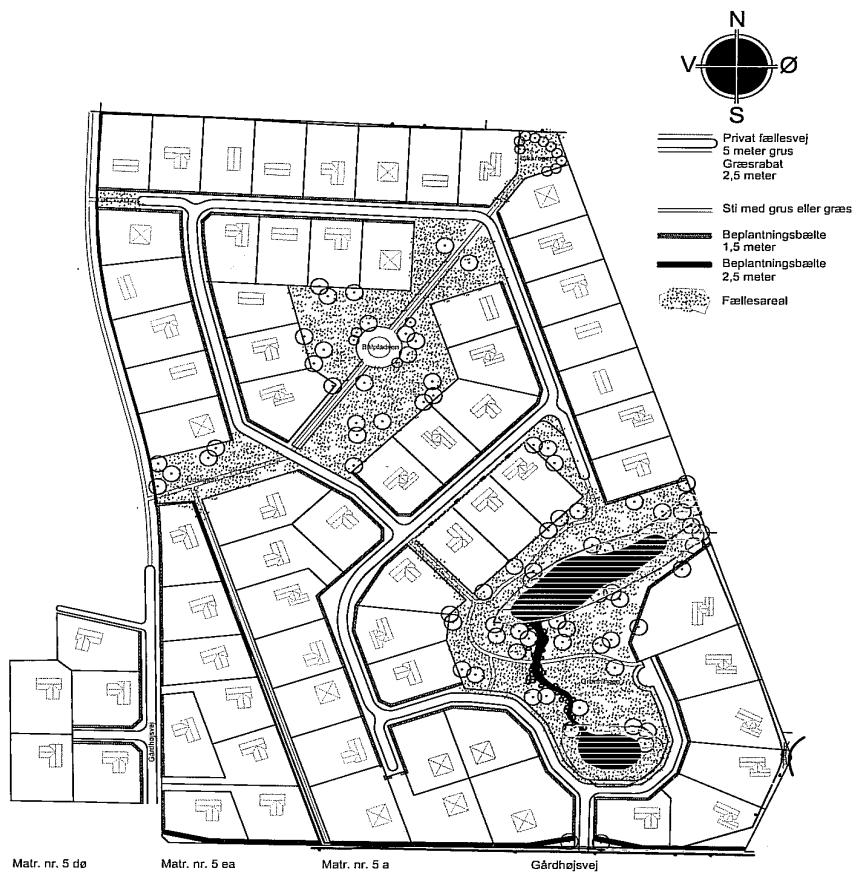 N
V
Ø
S
Privat fællesvej
5 meter grus
Græsrabat
2,5 meter
Sti med grus eller græs
Beplantningsbælte
1,5 meter
Beplantningsbælte
2,5 meter
Fællesareal
Bålpladsen
Gårdhøjsvej
Matr. nr. 5 dø
Matr. nr. 5 ea
Matr. nr. 5 a
Gårdhøjsvej